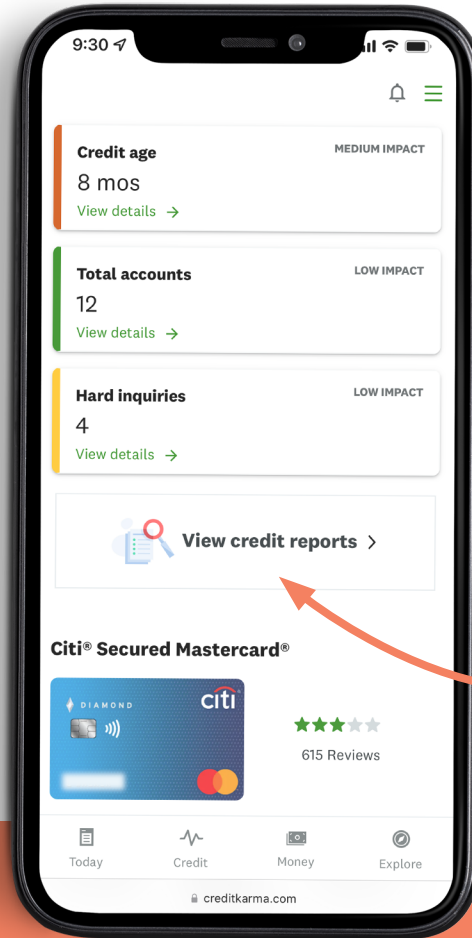 9:30
Credit age
MEDIUM IMPACT
8 mos
View details →
Total accounts
LOW IMPACT
12
View details →
Hard inquiries
LOW IMPACT
4
View details →
View credit reports >
Citi® Secured Mastercard®
DIAMOND
citi
615 Reviews
Today
Credit
Money
Explore
creditkarma.com